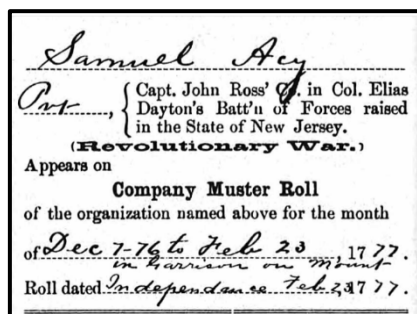 Samuel Acy
Pvt, { Capt. John Ross' Co. in Col. Elias
Dayton's Batt'n of Forces raised
in the State of New Jersey.
(Revolutionary War.)
Appears on
Company Muster Roll
of the organization named above for the month
of Dec 7-76 to Feb 23, 1777.
in Garrison on Mount
Roll dated Independance Feb 23, 1777.